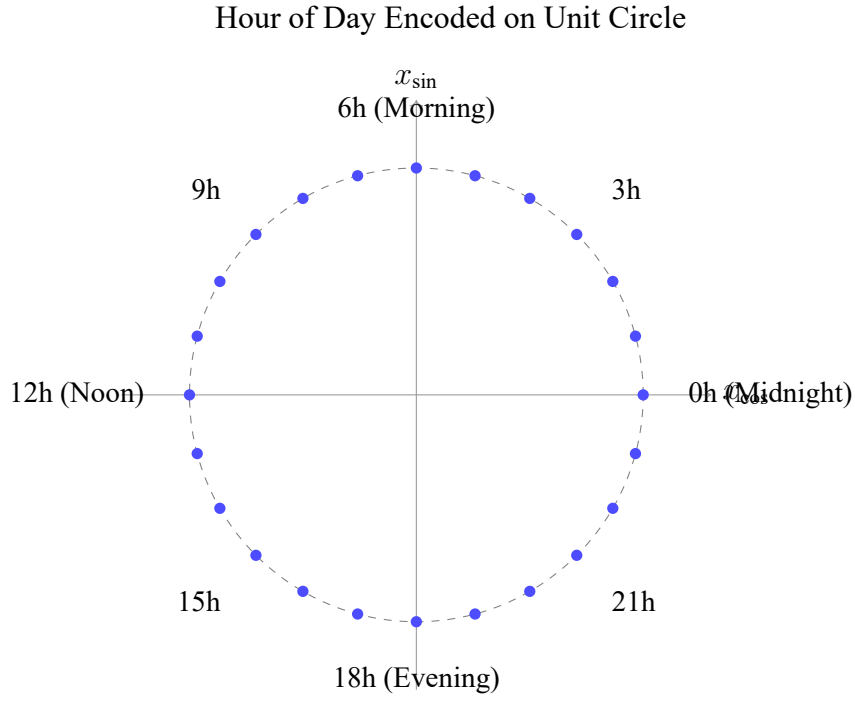 Hour of Day Encoded on Unit Circle
x_sin
6h (Morning)
9h
3h
12h (Noon)
0h (Midnight)
x_cos
15h
21h
18h (Evening)